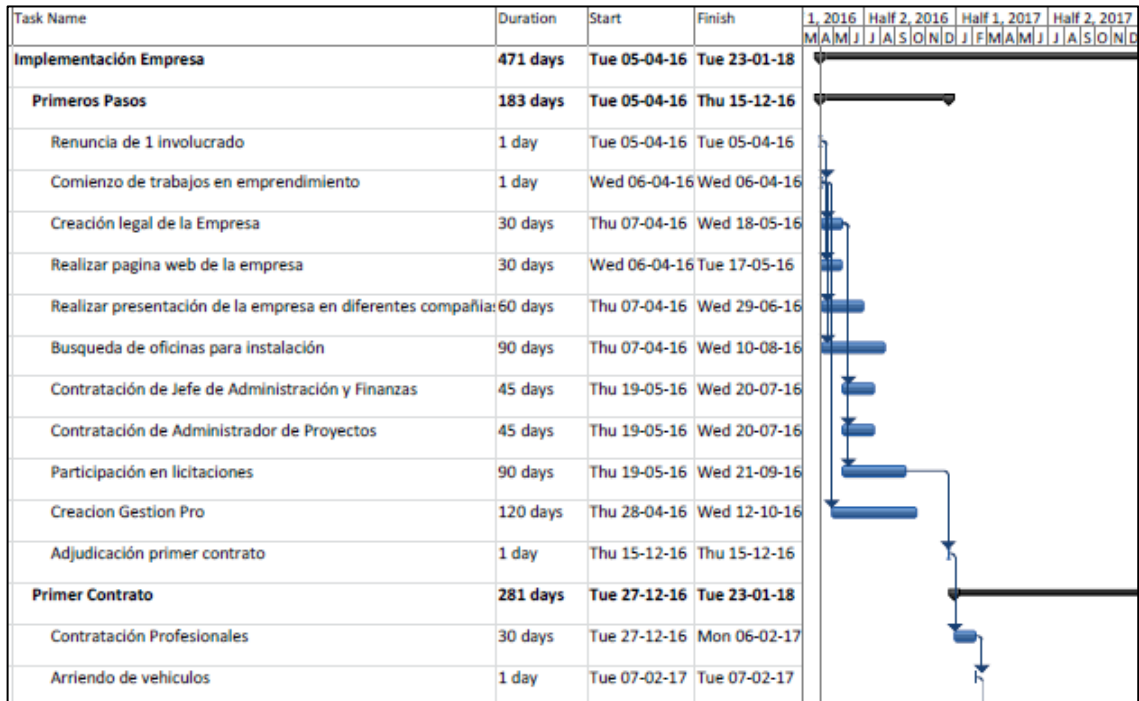 Task Name Duration Start Finish 1, 2016 Half 2, 2016 Half 1, 2017 Half 2, 2017
M A M J J A S O N D J F M A M J J A S O N D
Implementación Empresa 471 days Tue 05-04-16 Tue 23-01-18
Primeros Pasos 183 days Tue 05-04-16 Thu 15-12-16
Renuncia de 1 involucrado 1 day Tue 05-04-16 Tue 05-04-16
Comienzo de trabajos en emprendimiento 1 day Wed 06-04-16 Wed 06-04-16
Creación legal de la Empresa 30 days Thu 07-04-16 Wed 18-05-16
Realizar pagina web de la empresa 30 days Wed 06-04-16 Tue 17-05-16
Realizar presentación de la empresa en diferentes compañias 60 days Thu 07-04-16 Wed 29-06-16
Busqueda de oficinas para instalación 90 days Thu 07-04-16 Wed 10-08-16
Contratación de Jefe de Administración y Finanzas 45 days Thu 19-05-16 Wed 20-07-16
Contratación de Administrador de Proyectos 45 days Thu 19-05-16 Wed 20-07-16
Participación en licitaciones 90 days Thu 19-05-16 Wed 21-09-16
Creacion Gestion Pro 120 days Thu 28-04-16 Wed 12-10-16
Adjudicación primer contrato 1 day Thu 15-12-16 Thu 15-12-16
Primer Contrato 281 days Tue 27-12-16 Tue 23-01-18
Contratación Profesionales 30 days Tue 27-12-16 Mon 06-02-17
Arriendo de vehiculos 1 day Tue 07-02-17 Tue 07-02-17